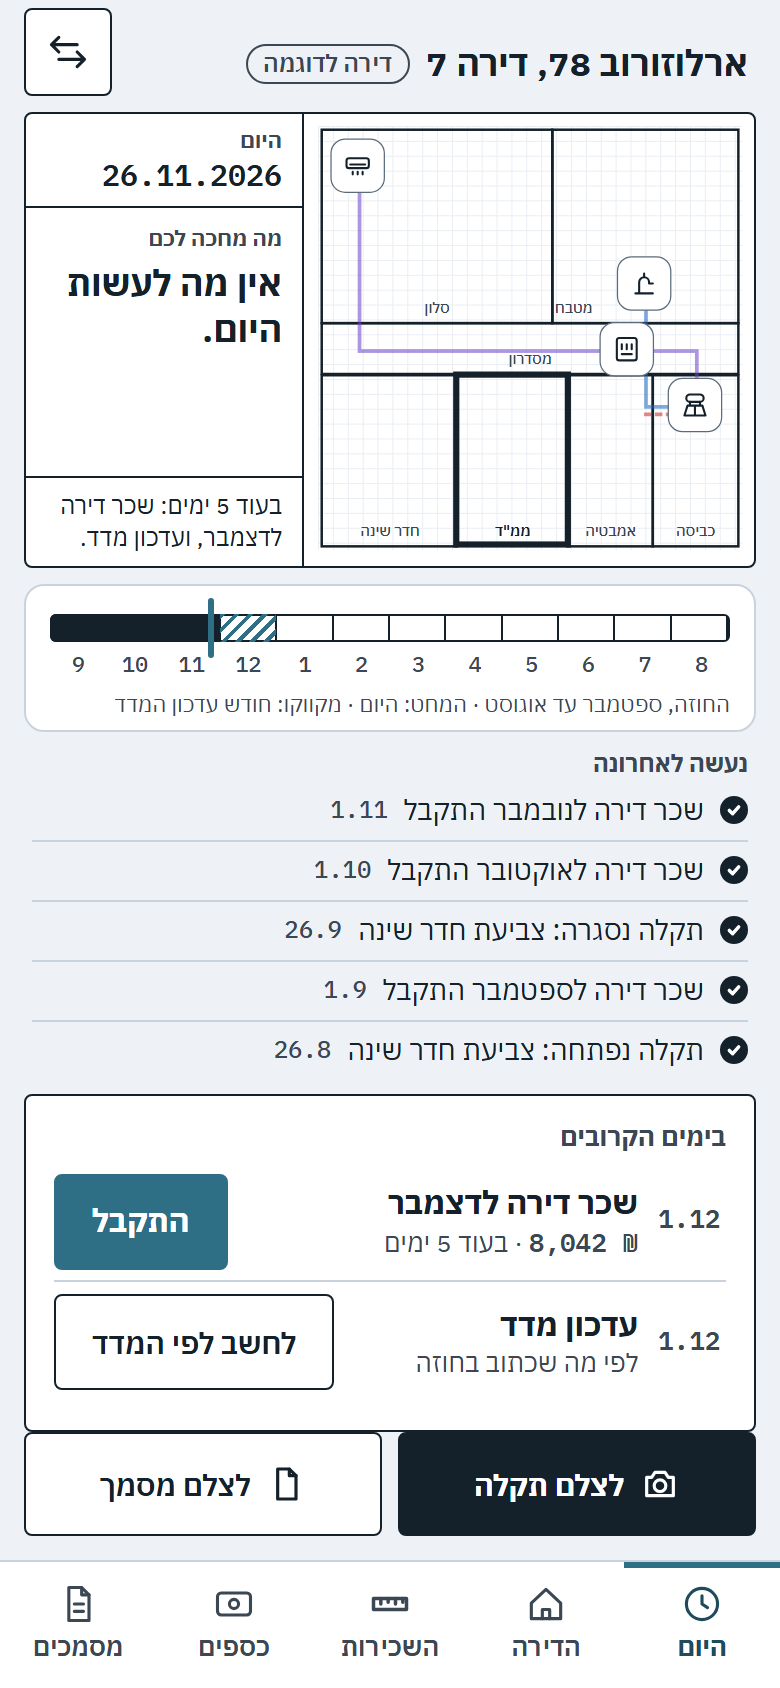 ארלוזורוב 78, דירה 7
דירה לדוגמה
סלון
מטבח
מסדרון
חדר שינה
ממ"ד
אמבטיה
כביסה
היום
26.11.2026
מה מחכה לכם
אין מה לעשות
היום.
בעוד 5 ימים: שכר דירה
לדצמבר, ועדכון מדד.
9 10 11 12 1 2 3 4 5 6 7 8
החוזה, ספטמבר עד אוגוסט · המחט: היום · מקווקו: חודש עדכון המדד
נעשה לאחרונה
שכר דירה לנובמבר התקבל 1.11
שכר דירה לאוקטובר התקבל 1.10
תקלה נסגרה: צביעת חדר שינה 26.9
שכר דירה לספטמבר התקבל 1.9
תקלה נפתחה: צביעת חדר שינה 26.8
בימים הקרובים
1.12
שכר דירה לדצמבר
₪ 8,042 · בעוד 5 ימים
התקבל
1.12
עדכון מדד
לפי מה שכתוב בחוזה
לחשב לפי המדד
לצלם תקלה
לצלם מסמך
היום
הדירה
השכירות
כספים
מסמכים